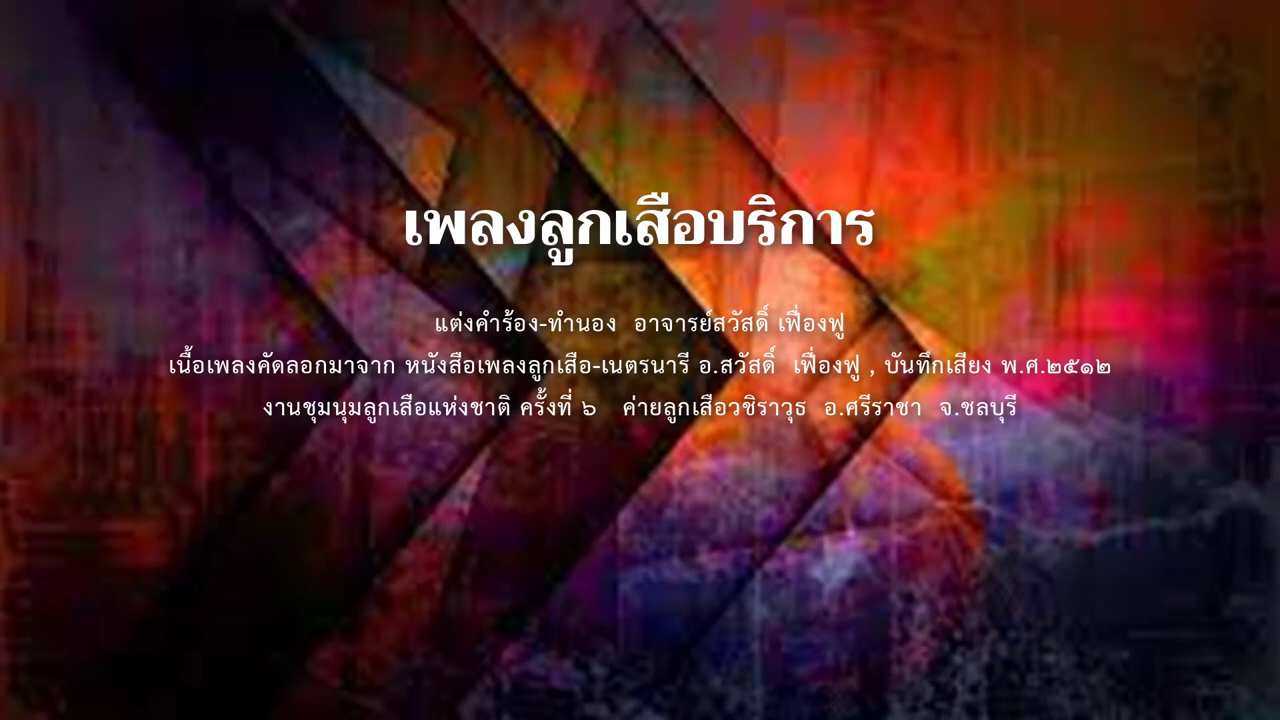 เพลงลูกเสือบริการ
แต่งคำร้อง-ทำนอง อาจารย์สวัสดิ์ เฟื่องฟู
เนื้อเพลงคัดลอกมาจาก หนังสือเพลงลูกเสือ-เนตรนารี อ.สวัสดิ์ เฟื่องฟู , บันทึกเสียง พ.ศ.๒๕๑๒
งานชุมนุมลูกเสือแห่งชาติ ครั้งที่ ๖ ค่ายลูกเสือวชิราวุธ อ.ศรีราชา จ.ชลบุรี